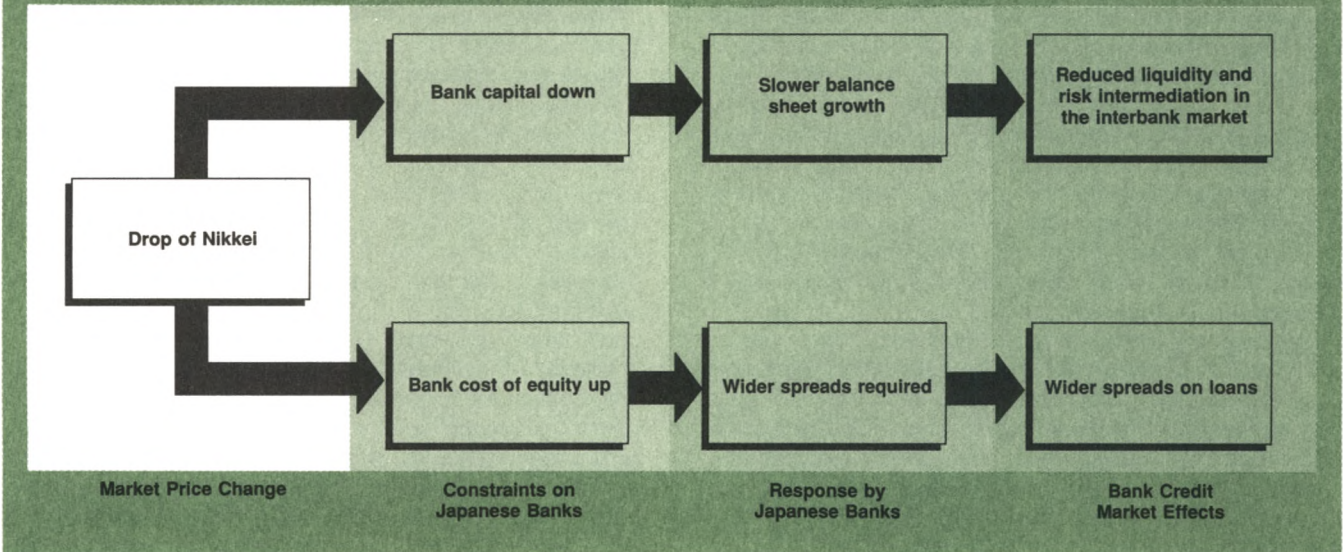 Bank capital down
Slower balance
sheet growth
Reduced liquidity and
risk intermediation in
the interbank market
Drop of Nikkei
Bank cost of equity up
Wider spreads required
Wider spreads on loans
Market Price Change
Constraints on
Japanese Banks
Response by
Japanese Banks
Bank Credit
Market Effects